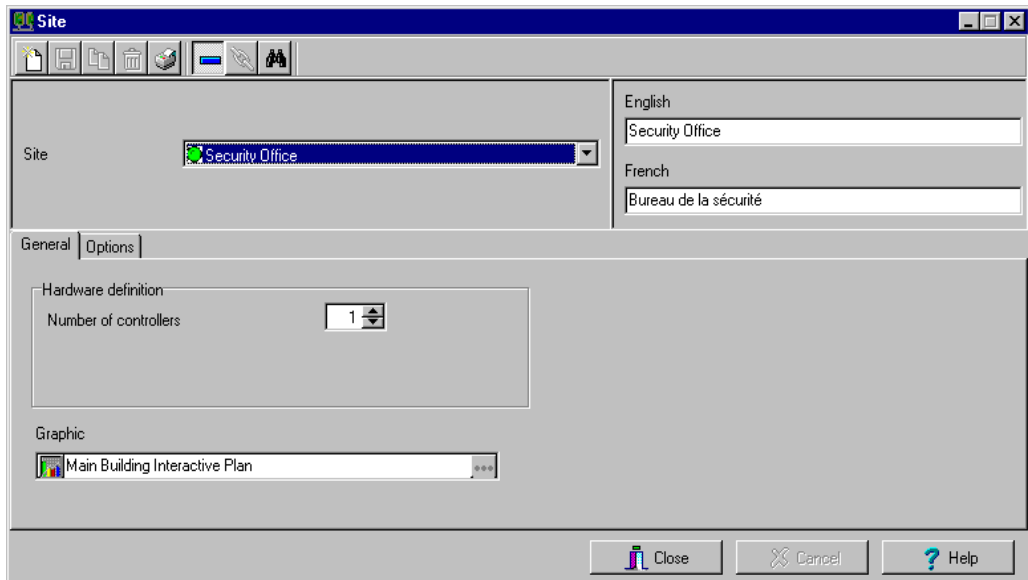 Site
English
Security Office
Site
Security Office
French
Bureau de la sécurité
General
Options
Hardware definition
Number of controllers
1
Graphic
Main Building Interactive Plan
Close
Cancel
Help